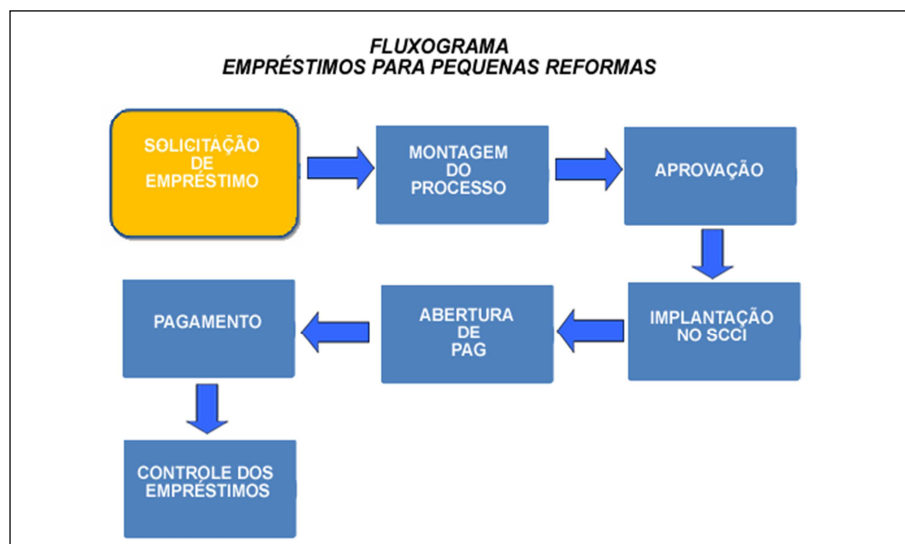 FLUXOGRAMA
EMPRÉSTIMOS PARA PEQUENAS REFORMAS
SOLICITAÇÃO
DE
EMPRÉSTIMO
MONTAGEM
DO
PROCESSO
APROVAÇÃO
IMPLANTAÇÃO
NO SCCI
ABERTURA
DE
PAG
PAGAMENTO
CONTROLE DOS
EMPRÉSTIMOS